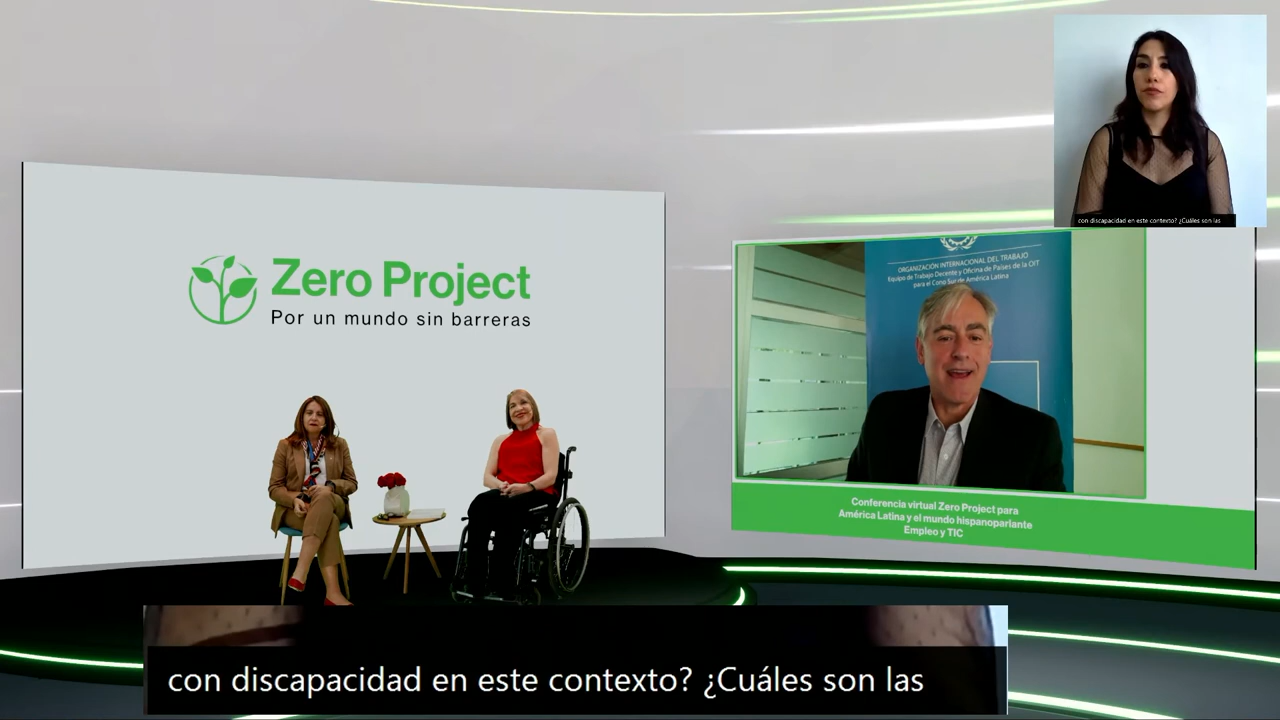 Zero Project
Por un mundo sin barreras
con discapacidad en este contexto? ¿Cuáles son las
ORGANIZACIÓN INTERNACIONAL DEL TRABAJO
Equipo de Trabajo Decente y Oficina de Países de la OIT
para el Cono Sur de América Latina
Conferencia virtual Zero Project para
América Latina y el mundo hispanoparlante
Empleo y TIC
con discapacidad en este contexto? ¿Cuáles son las